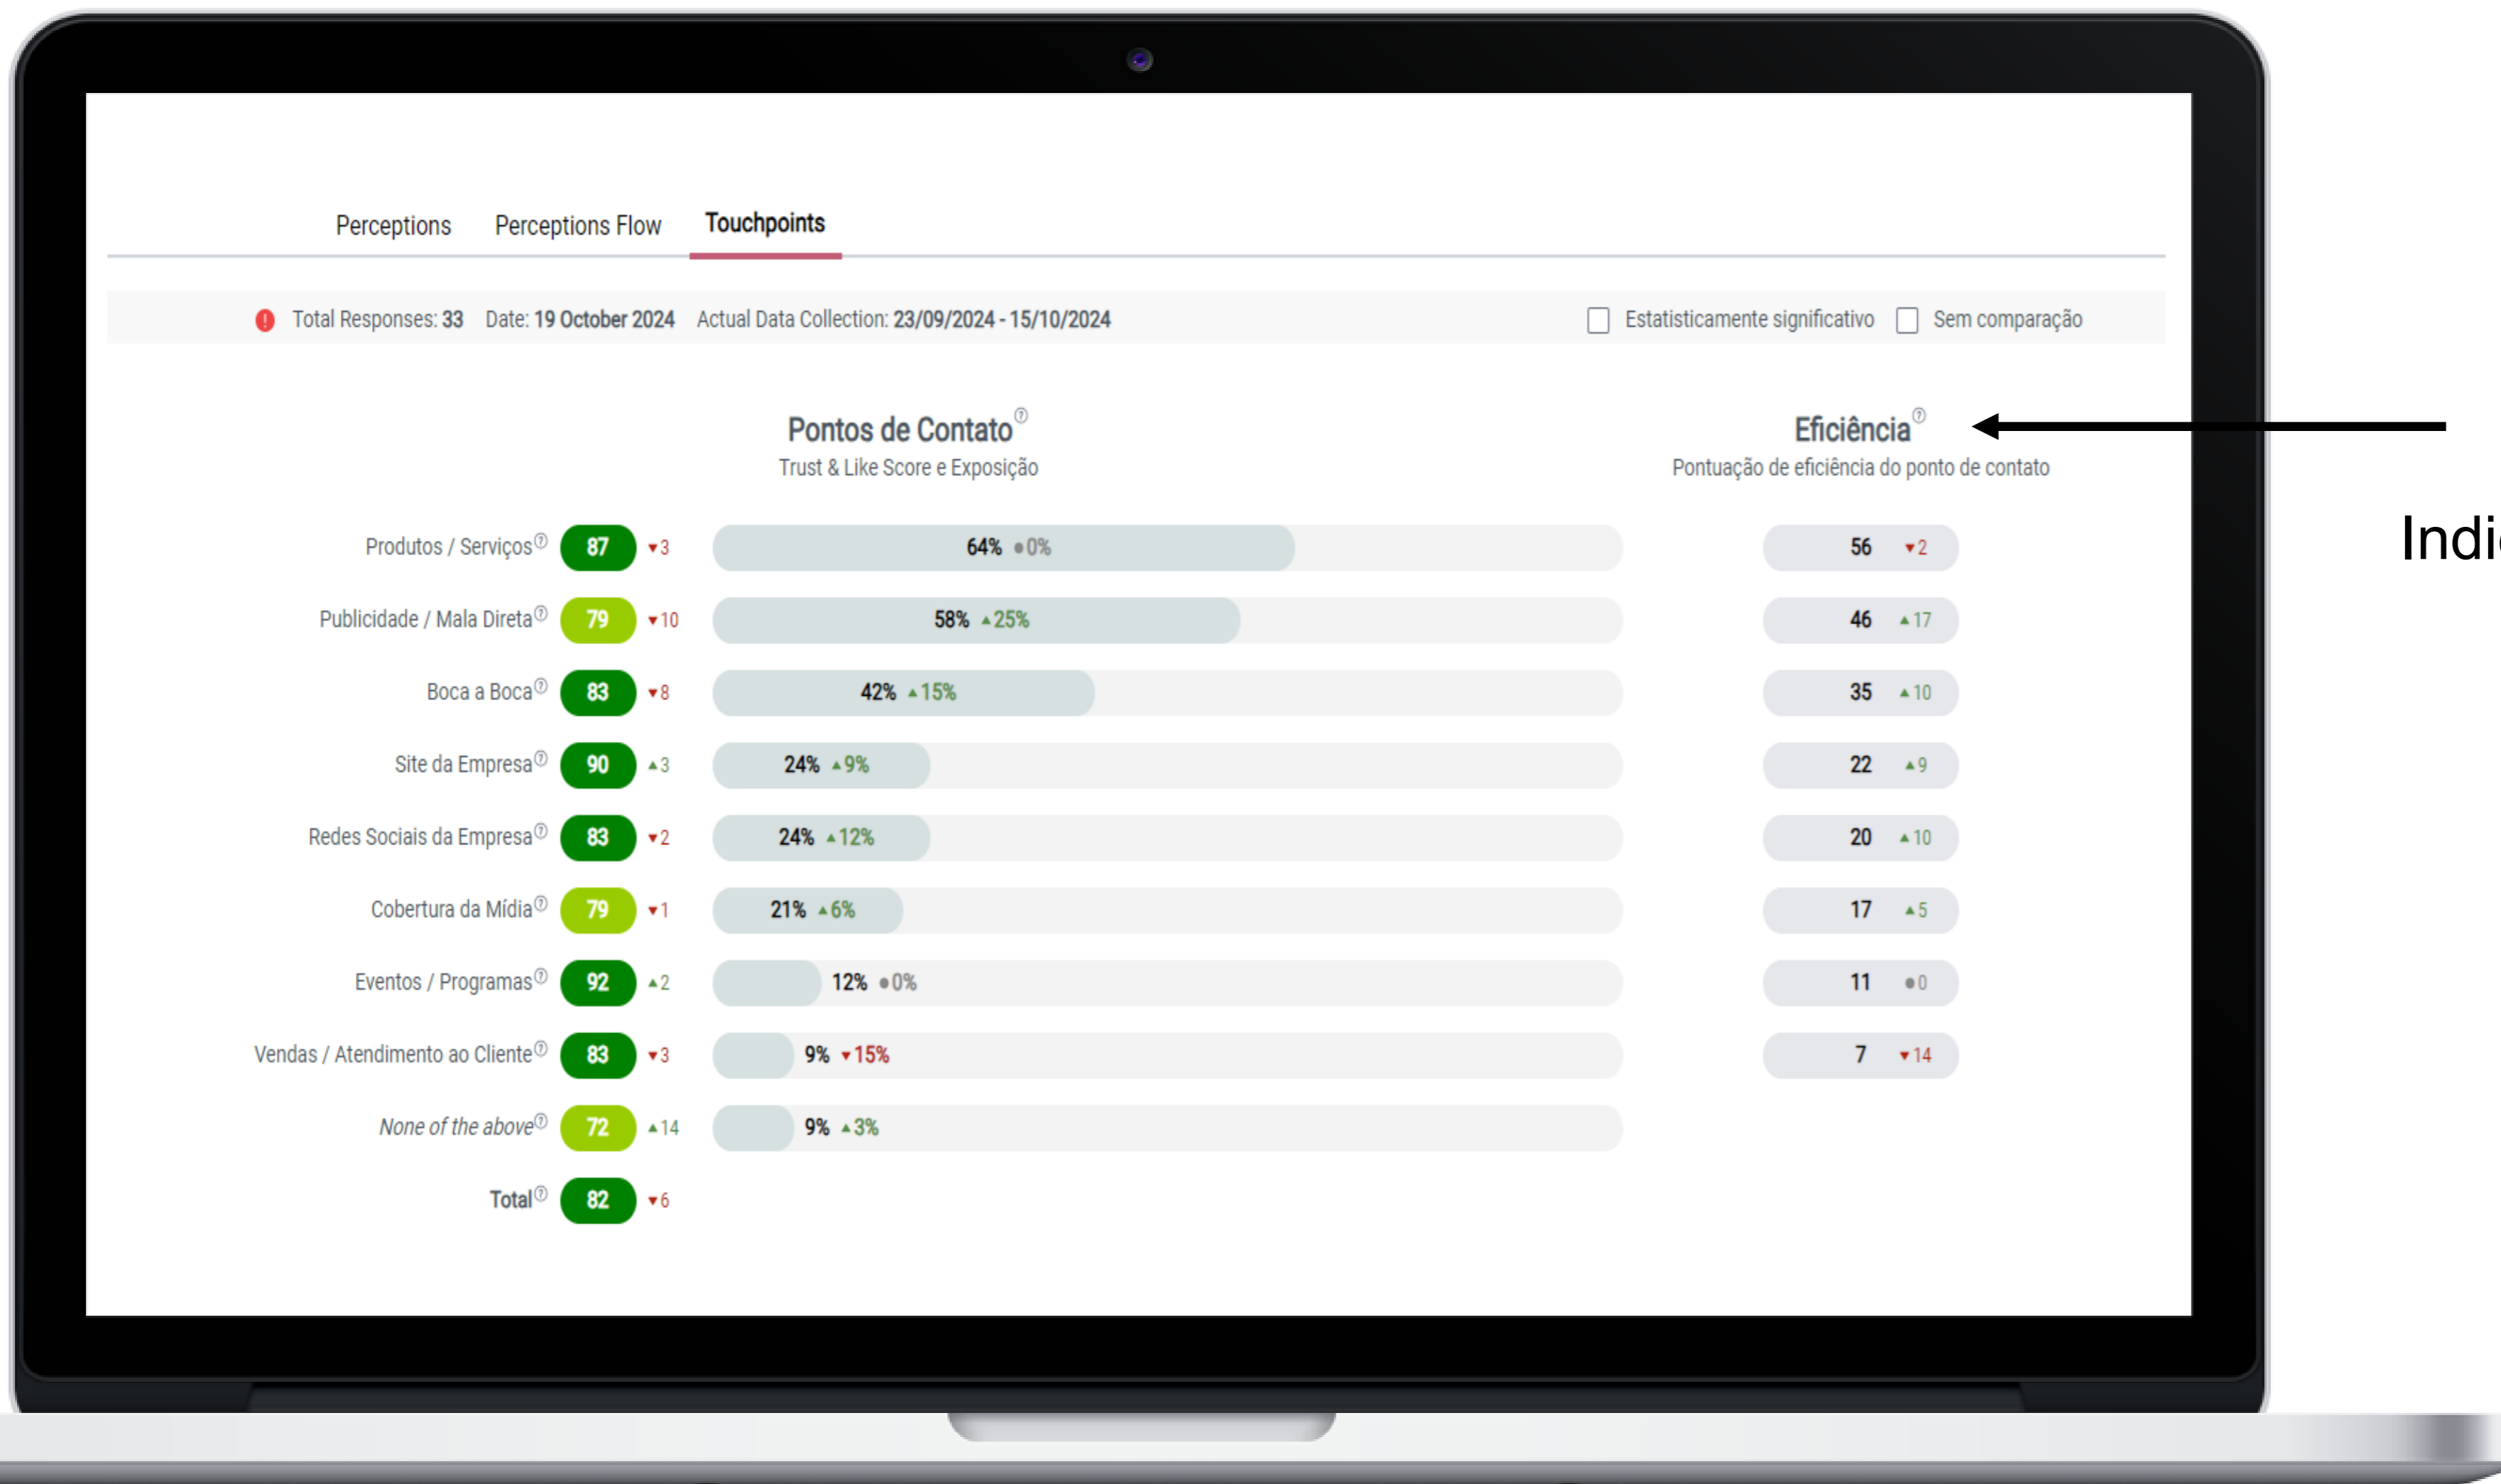 Perceptions Perceptions Flow Touchpoints
Total Responses: 33 Date: 19 October 2024 Actual Data Collection: 23/09/2024 - 15/10/2024 Estatisticamente significativo Sem comparação
Pontos de Contato Eficiência
Trust & Like Score e Exposição Pontuação de eficiência do ponto de contato
Produtos / Serviços 87 ▼3 64% ●0% 56 ▼2
Publicidade / Mala Direta 79 ▼10 58% ▲25% 46 ▲17
Boca a Boca 83 ▼8 42% ▲15% 35 ▲10
Site da Empresa 90 ▲3 24% ▲9% 22 ▲9
Redes Sociais da Empresa 83 ▼2 24% ▲12% 20 ▲10
Cobertura da Mídia 79 ▼1 21% ▲6% 17 ▲5
Eventos / Programas 92 ▲2 12% ●0% 11 ●0
Vendas / Atendimento ao Cliente 83 ▼3 9% ▼15% 7 ▼14
None of the above 72 ▲14 9% ▲3%
Total 82 ▼6